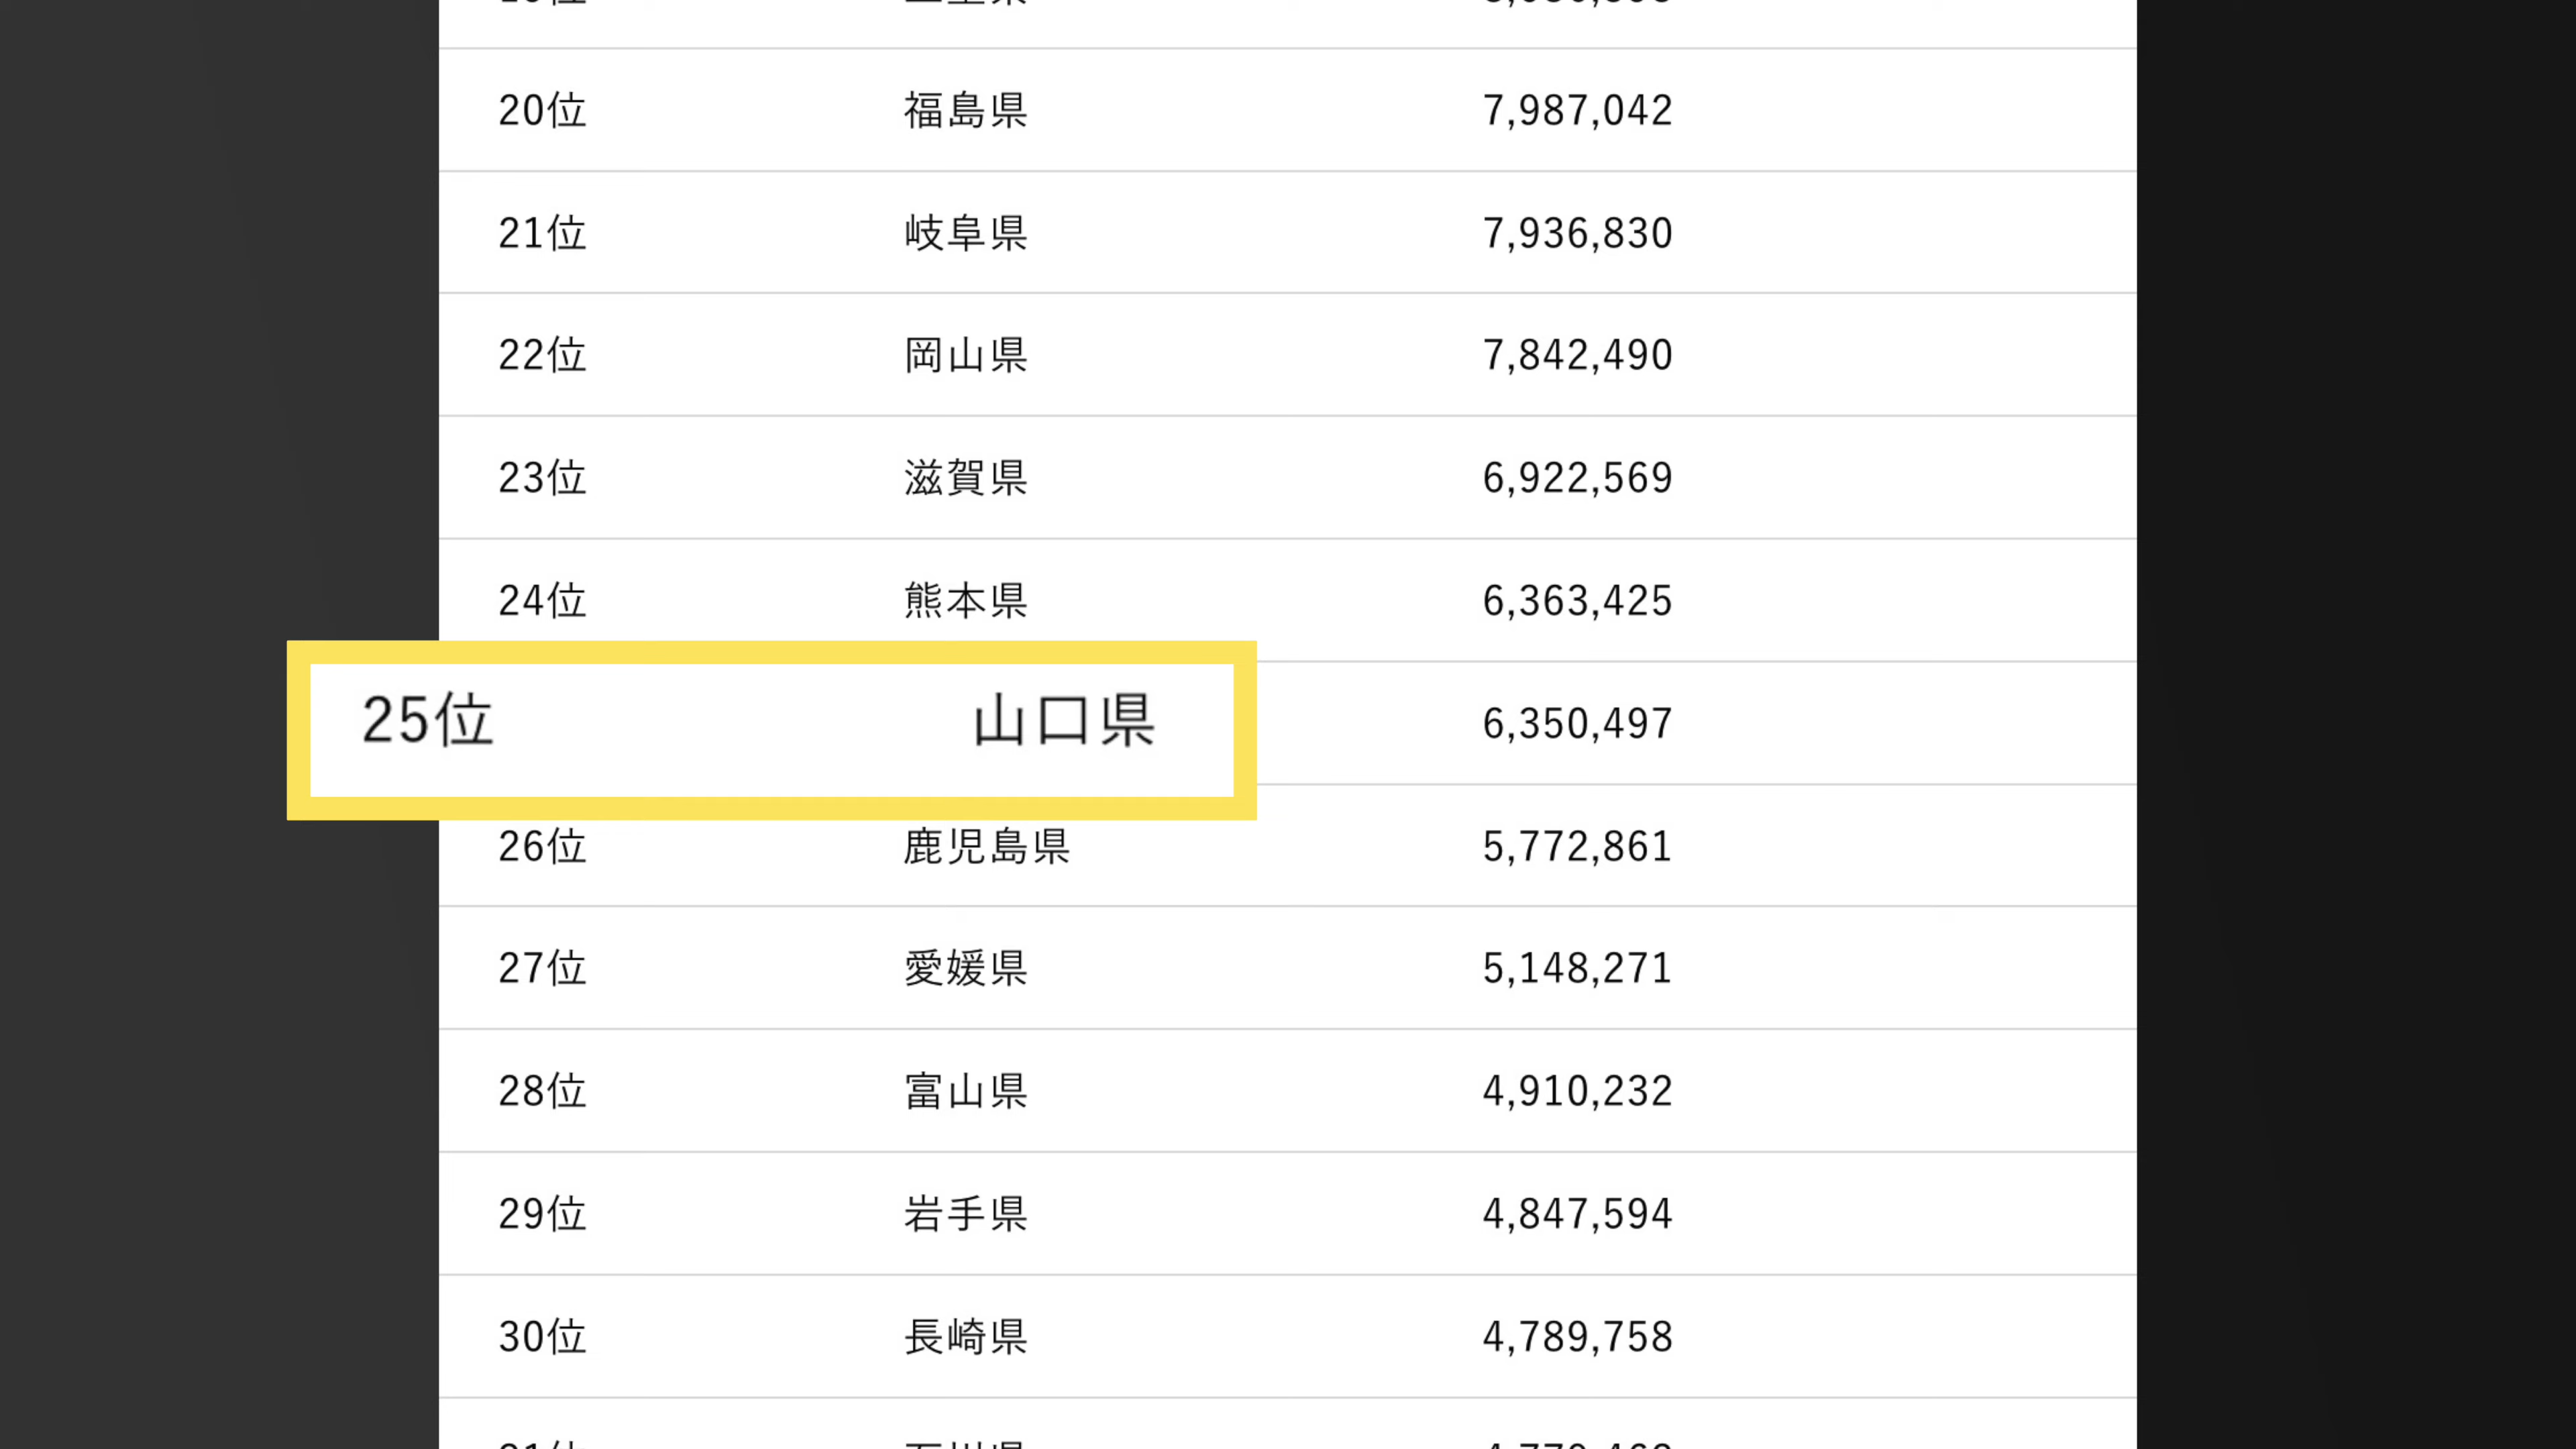 20位 福島県 7,987,042
21位 岐阜県 7,936,830
22位 岡山県 7,842,490
23位 滋賀県 6,922,569
24位 熊本県 6,363,425
25位 山口県 6,350,497
26位 鹿児島県 5,772,861
27位 愛媛県 5,148,271
28位 富山県 4,910,232
29位 岩手県 4,847,594
30位 長崎県 4,789,758